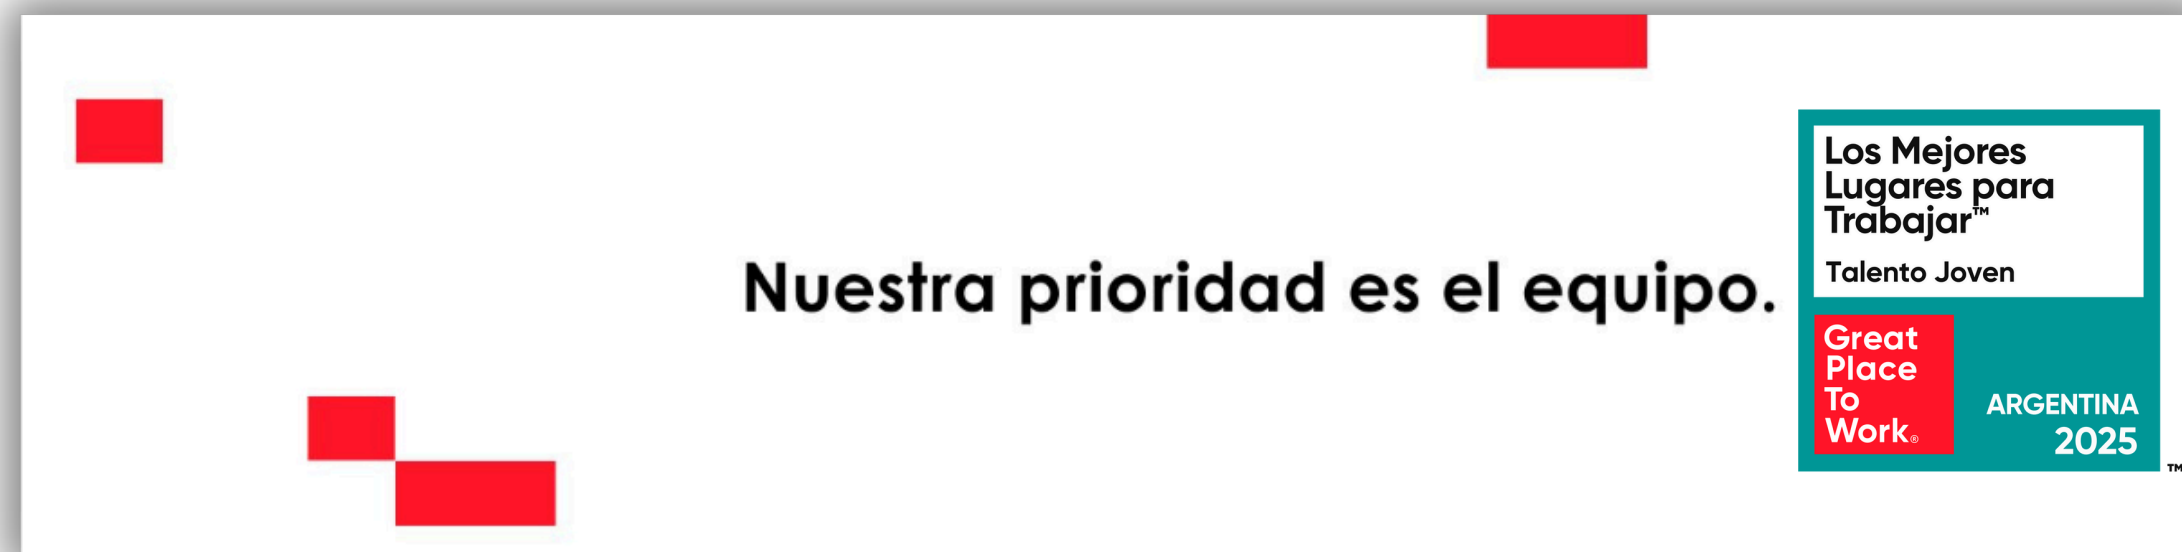 Nuestra prioridad es el equipo.
Los Mejores
Lugares para
Trabajar™
Talento Joven
Great
Place
To
Work®
ARGENTINA
2025
™